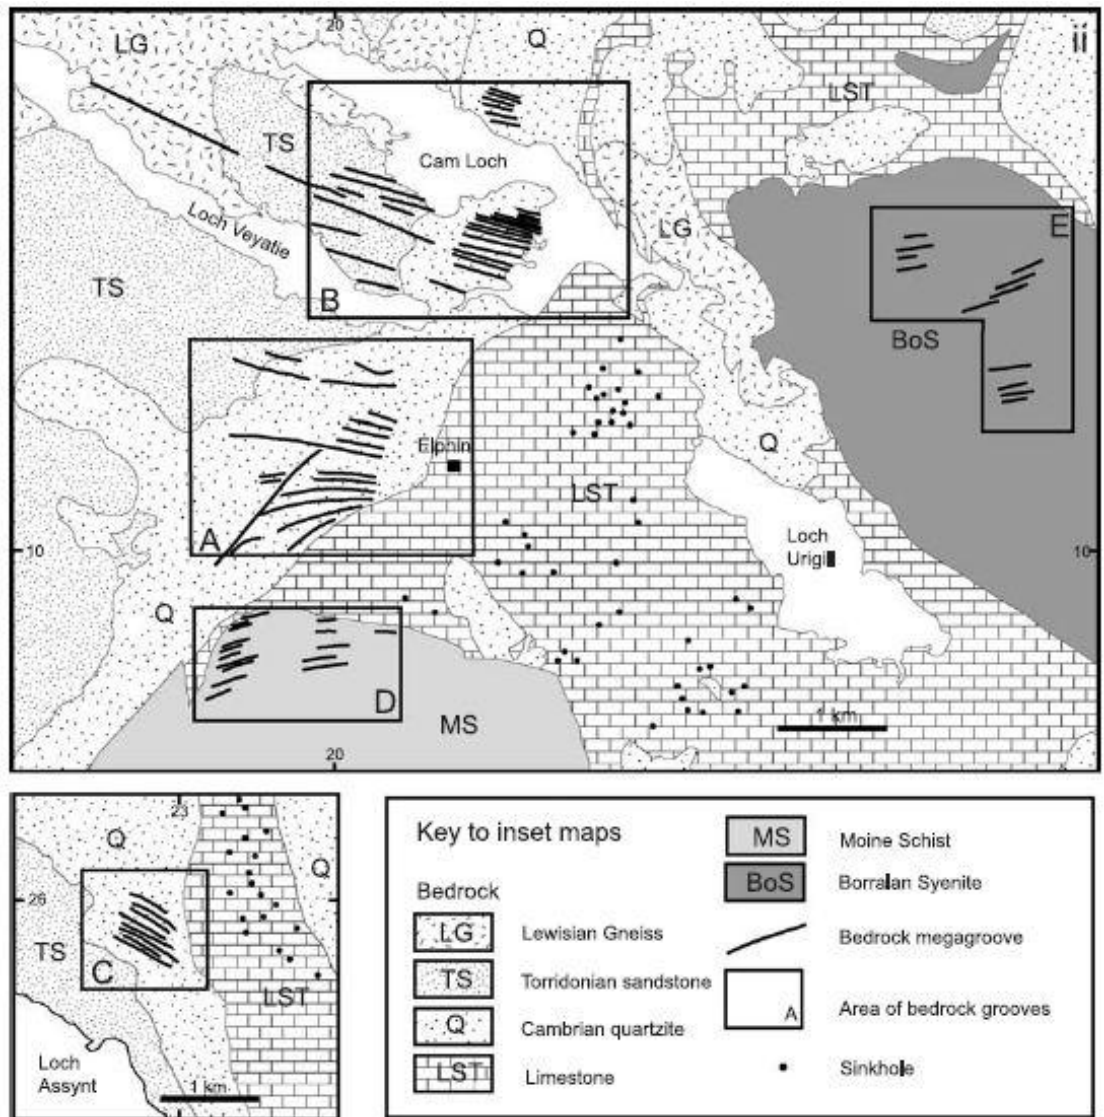 20
LG
Q
ii
LST
TS
Cam Loch
Loch Veyatie
LG
E
TS
B
BoS
Elphin
Q
LST
A
10
Loch
Urigill
10
Q
D
MS
1 km
20
23
Q
Q
26
TS
C
LST
Loch
Assynt
1 km
Key to inset maps
Bedrock
LG Lewisian Gneiss
TS Torridonian sandstone
Q Cambrian quartzite
LST Limestone
MS Moine Schist
BoS Borralan Syenite
Bedrock megagroove
A Area of bedrock grooves
Sinkhole